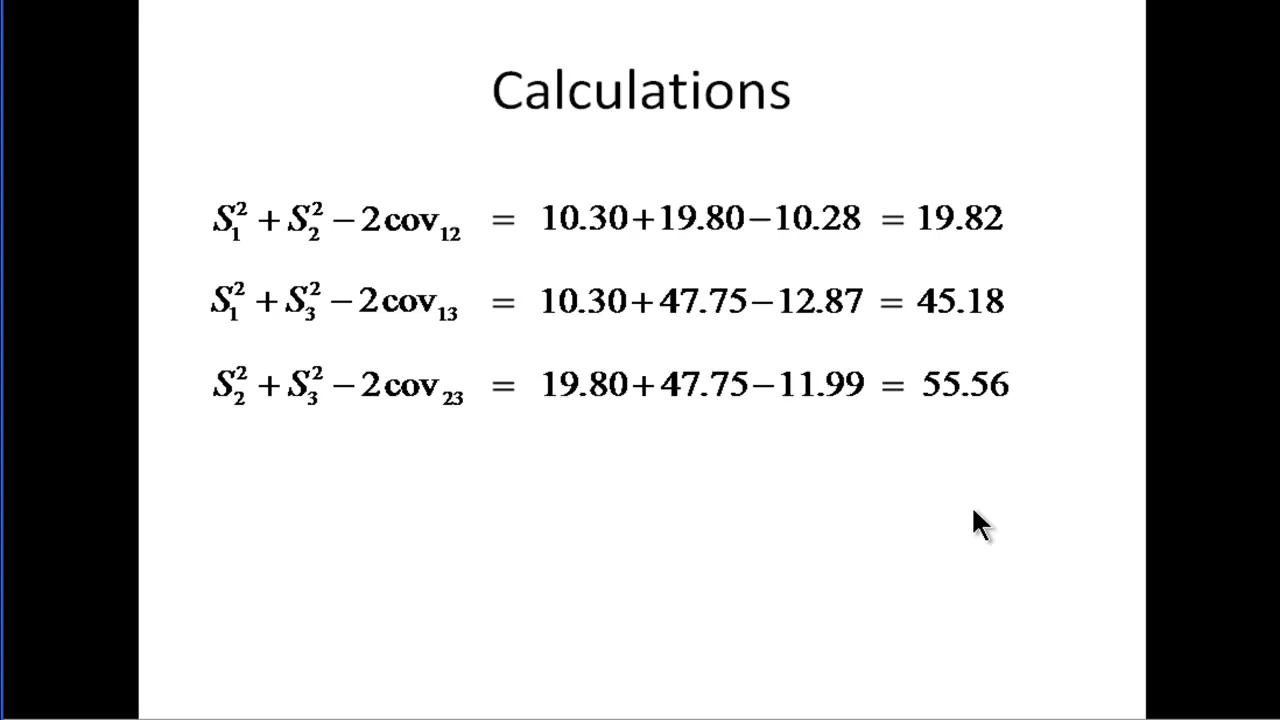 Calculations
S₁² + S₂² − 2cov₁₂ = 10.30+19.80−10.28 = 19.82
S₁² + S₃² − 2cov₁₃ = 10.30+47.75−12.87 = 45.18
S₂² + S₃² − 2cov₂₃ = 19.80+47.75−11.99 = 55.56